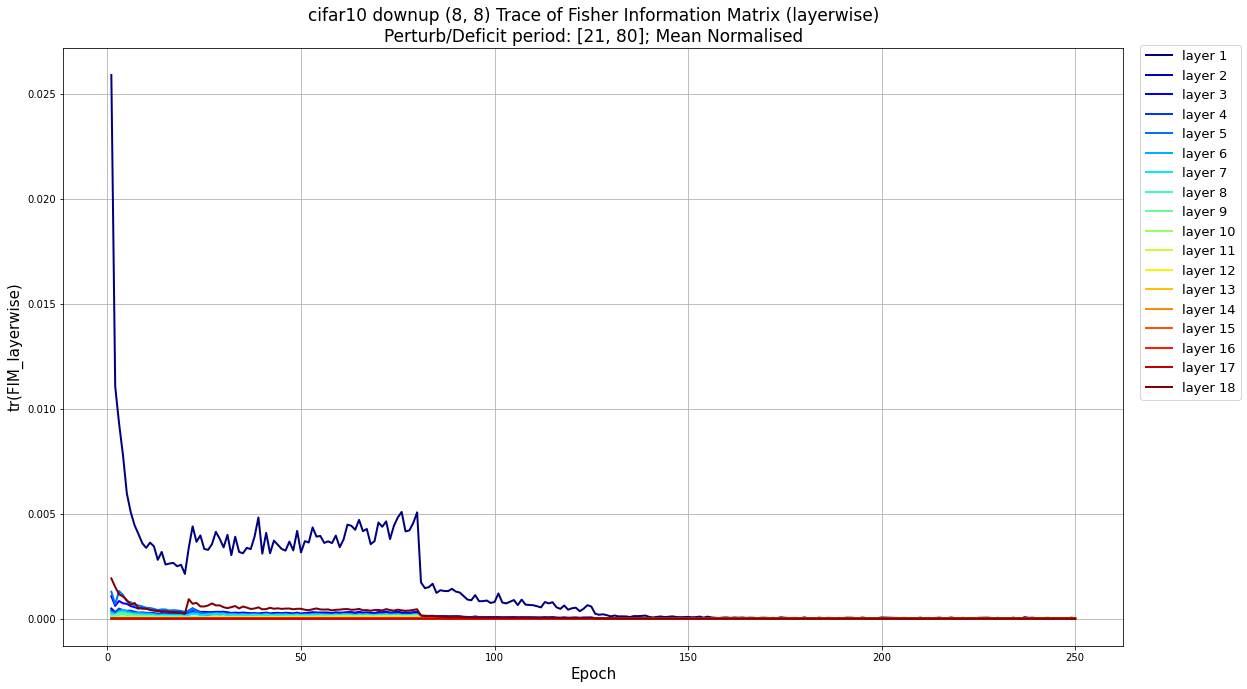 cifar10 downup (8, 8) Trace of Fisher Information Matrix (layerwise)
Perturb/Deficit period: [21, 80]; Mean Normalised
layer 1
layer 2
layer 3
layer 4
layer 5
layer 6
layer 7
layer 8
layer 9
layer 10
layer 11
layer 12
layer 13
layer 14
layer 15
layer 16
layer 17
layer 18
tr(FIM_layerwise)
0.025
0.020
0.015
0.010
0.005
0.000
0
50
100
150
200
250
Epoch